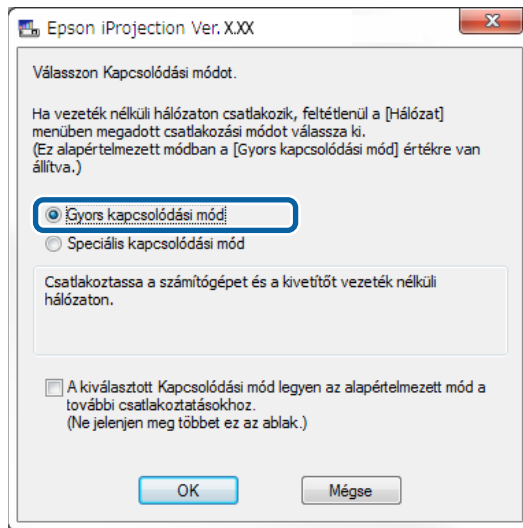 Epson iProjection Ver. X.XX
Válasszon Kapcsolódási módot.
Ha vezeték nélküli hálózaton csatlakozik, feltétlenül a [Hálózat]
menüben megadott csatlakozási módot válassza ki.
(Ez alapértelmezett módban a [Gyors kapcsolódási mód] értékre van
állítva.)
Gyors kapcsolódási mód
Speciális kapcsolódási mód
Csatlakoztassa a számítógépet és a kivetítőt vezeték nélküli
hálózaton.
A kiválasztott Kapcsolódási mód legyen az alapértelmezett mód a
további csatlakoztatásokhoz.
(Ne jelenjen meg többet ez az ablak.)
OK Mégse